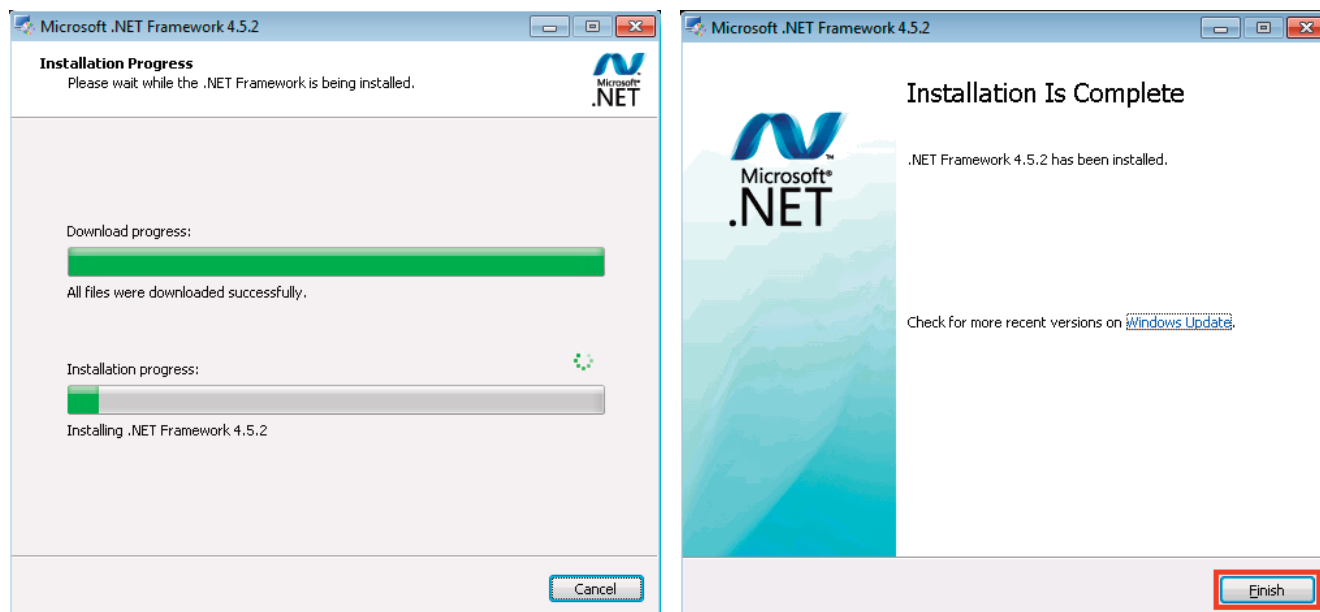 Microsoft .NET Framework 4.5.2
Installation Progress
Please wait while the .NET Framework is being installed.
Microsoft®
.NET
Download progress:
All files were downloaded successfully.
Installation progress:
Installing .NET Framework 4.5.2
Cancel
Microsoft .NET Framework 4.5.2
Installation Is Complete
™
Microsoft®
.NET
.NET Framework 4.5.2 has been installed.
Check for more recent versions on Windows Update.
Finish